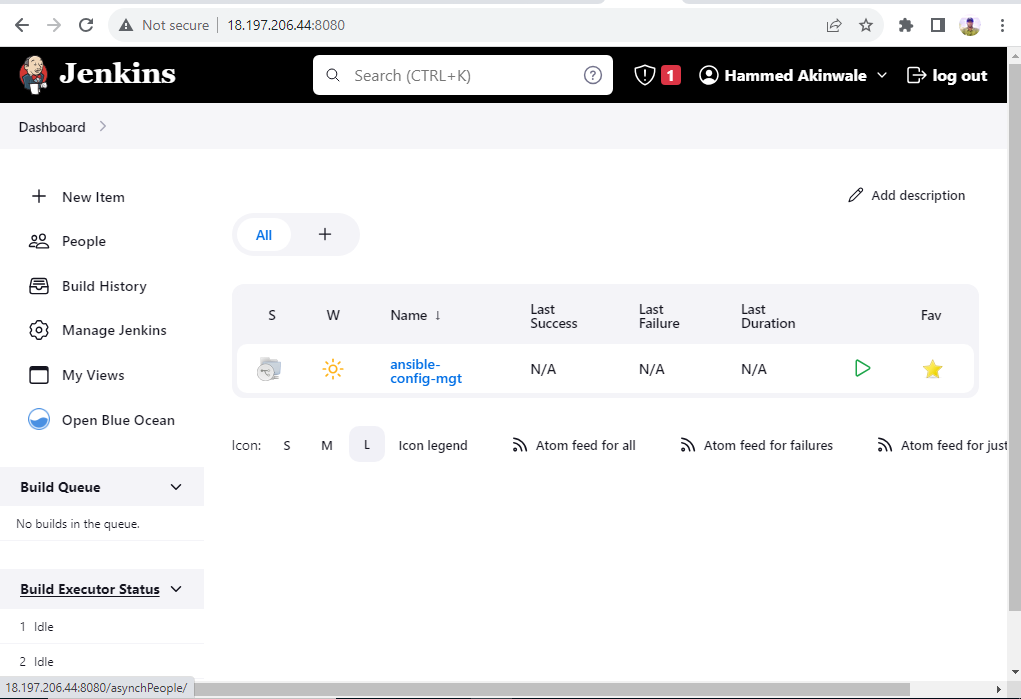 Not secure
18.197.206.44:8080
Jenkins
Search (CTRL+K)
?
1
Hammed Akinwale
log out
Dashboard
New Item
People
Build History
Manage Jenkins
My Views
Open Blue Ocean
Add description
All
+
S
W
Name ↓
Last
Success
Last
Failure
Last
Duration
Fav
ansible-
config-mgt
N/A
N/A
N/A
Icon:
S
M
L
Icon legend
Atom feed for all
Atom feed for failures
Atom feed for just
Build Queue
No builds in the queue.
Build Executor Status
1 Idle
2 Idle
18.197.206.44:8080/asynchPeople/